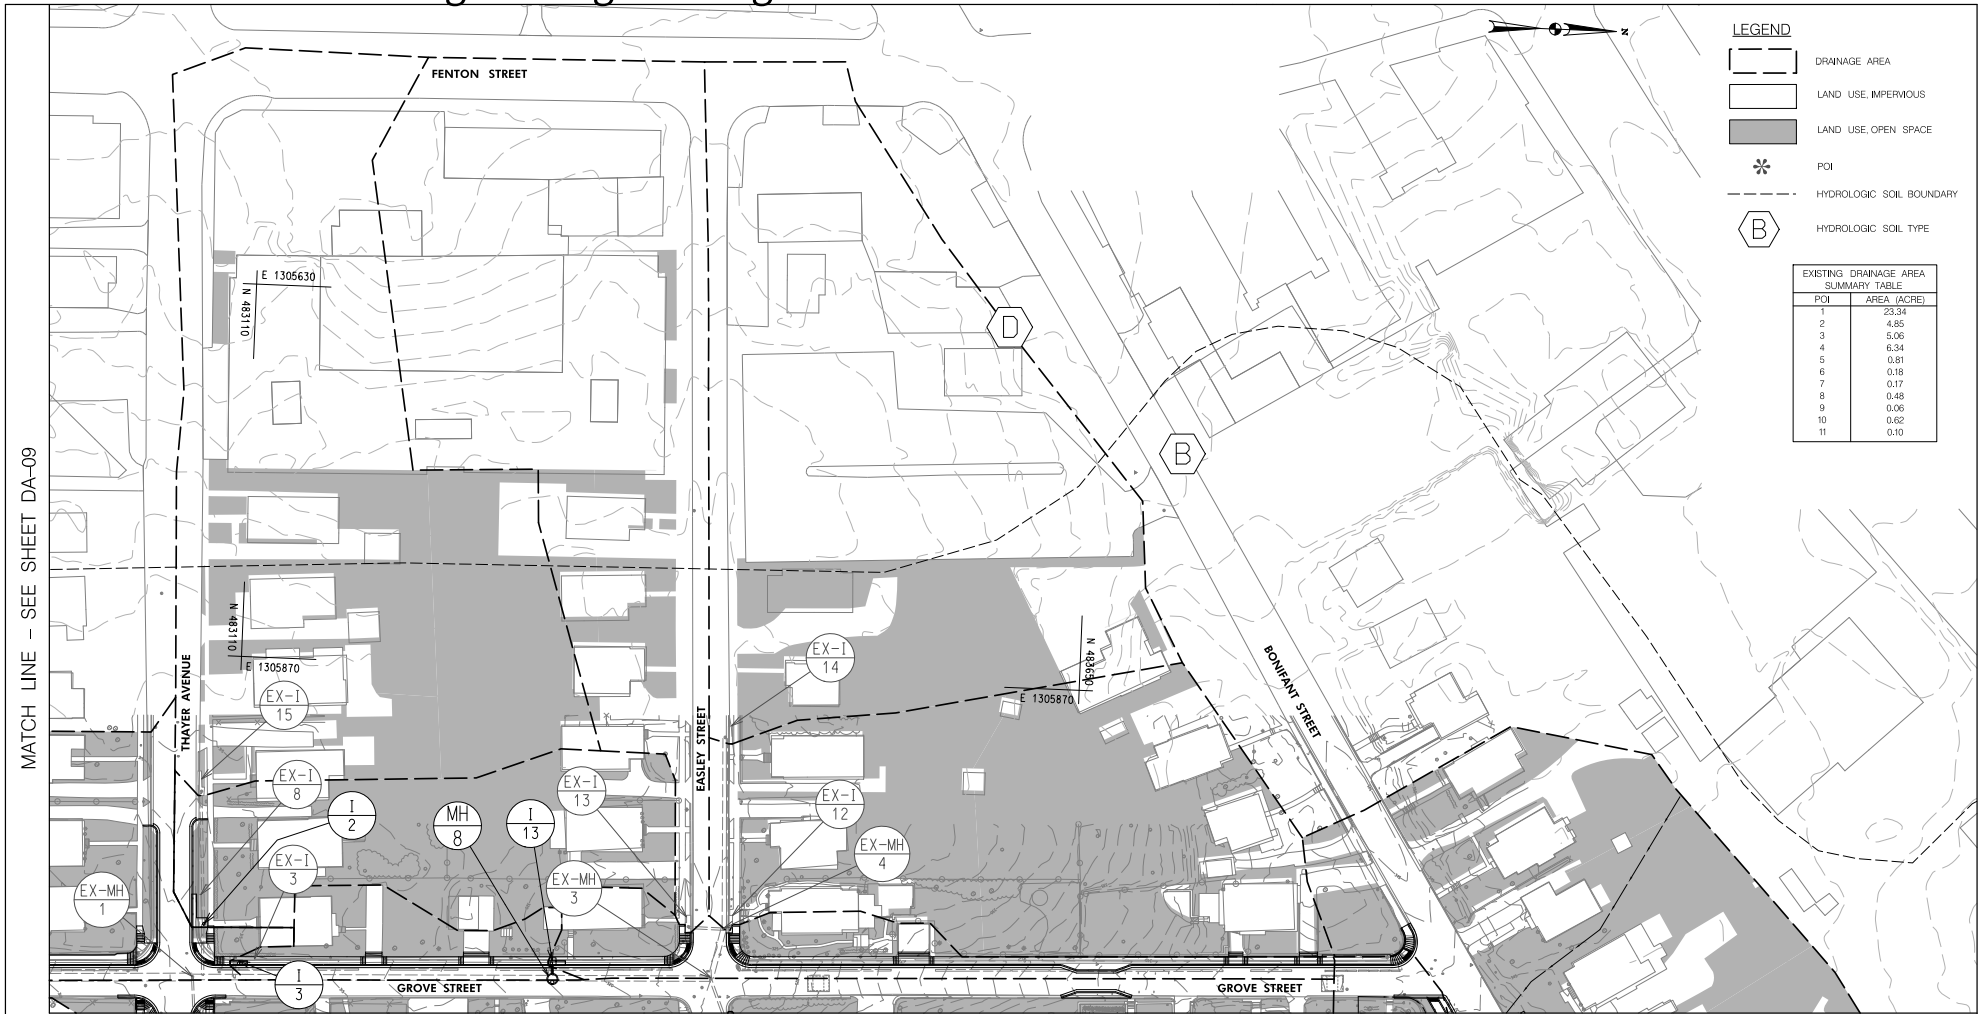 MATCH LINE - SEE SHEET DA-09
FENTON STREET
N
LEGEND
DRAINAGE AREA
LAND USE, IMPERVIOUS
LAND USE, OPEN SPACE
POI
HYDROLOGIC SOIL BOUNDARY
B
HYDROLOGIC SOIL TYPE
EXISTING DRAINAGE AREA
SUMMARY TABLE
POI AREA (ACRE)
1 23.34
2 4.85
3 5.06
4 6.34
5 0.81
6 0.18
7 0.17
8 0.48
9 0.06
10 0.62
11 0.10
E 1305630
N 483110
D
B
N 483110
E 1305870
THAYER AVENUE
EX-I
15
EX-I
14
N 483650
E 1305870
BONIFANT STREET
EASLEY STREET
EX-I
8
I
2
MH
8
I
13
EX-I
13
EX-I
12
EX-MH
4
EX-I
3
EX-MH
3
EX-MH
1
I
3
GROVE STREET
GROVE STREET